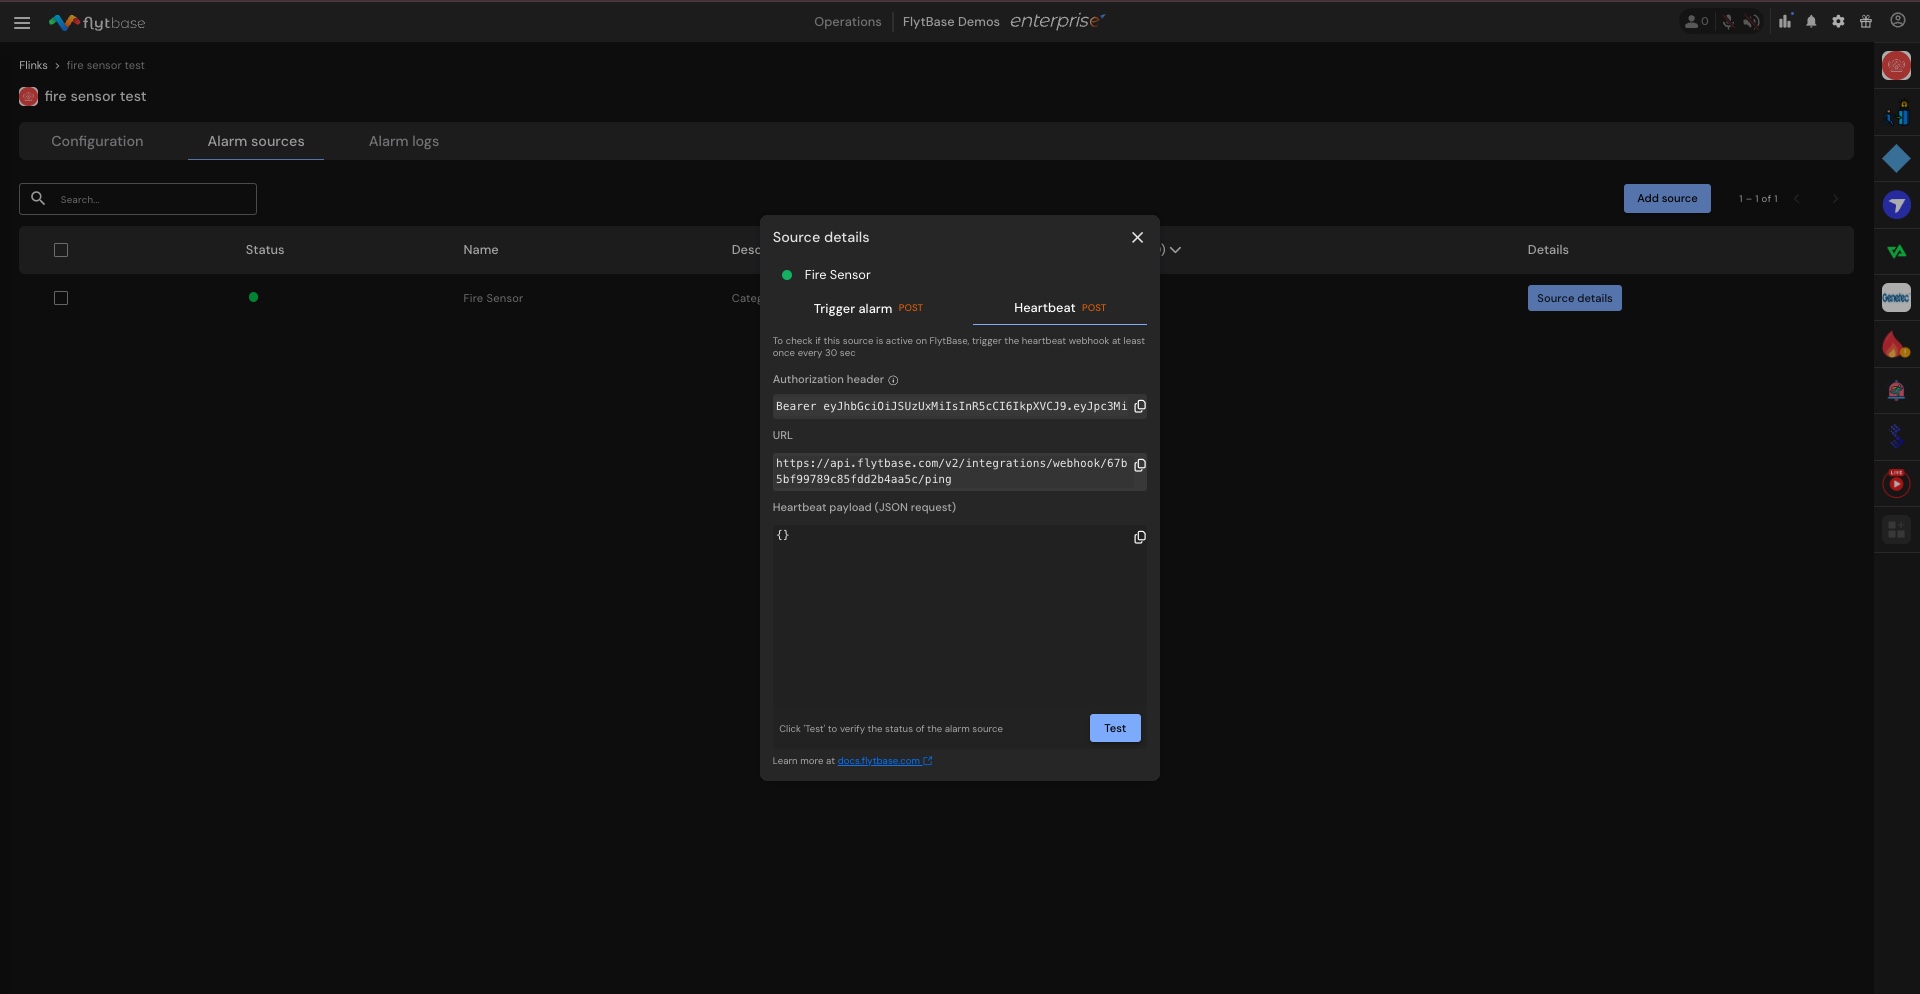 flytbase
Operations
FlytBase Demos enterprise
0
Flinks > fire sensor test
fire sensor test
Configuration
Alarm sources
Alarm logs
Search...
Add source
1 – 1 of 1
Status
Name
Desc
)
Details
Fire Sensor
Categ
Source details
Source details
Fire Sensor
Trigger alarm POST
Heartbeat POST
To check if this source is active on FlytBase, trigger the heartbeat webhook at least
once every 30 sec
Authorization header
Bearer eyJhbGciOiJSUzUxMiIsInR5cCI6IkpXVCJ9.eyJpc3Mi
URL
https://api.flytbase.com/v2/integrations/webhook/67b
5bf99789c85fdd2b4aa5c/ping
Heartbeat payload (JSON request)
{}
Click 'Test' to verify the status of the alarm source
Test
Learn more at docs.flytbase.com
Genetec
LIVE